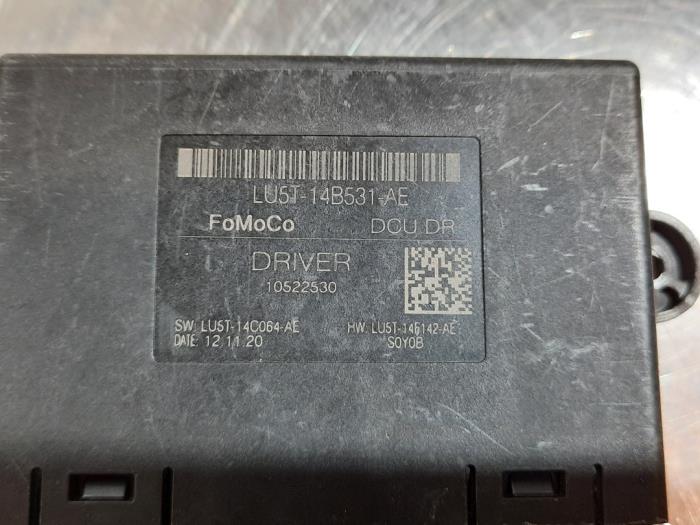 LU5T-14B531-AE
FoMoCo DCU DR
DRIVER
10522530
SW: LU5T-14C064-AE HW: LU5T-14F142-AE
DATE: 12.11.20 SOYOB